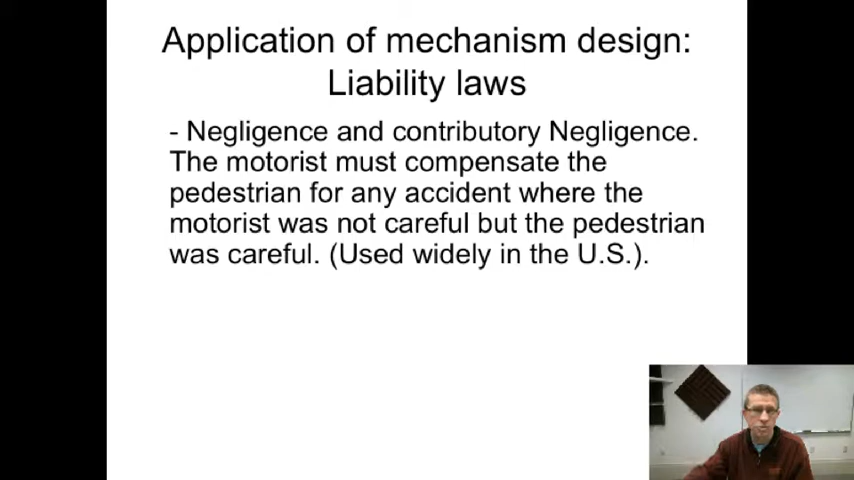 Application of mechanism design:
Liability laws
- Negligence and contributory Negligence.
The motorist must compensate the
pedestrian for any accident where the
motorist was not careful but the pedestrian
was careful. (Used widely in the U.S.).